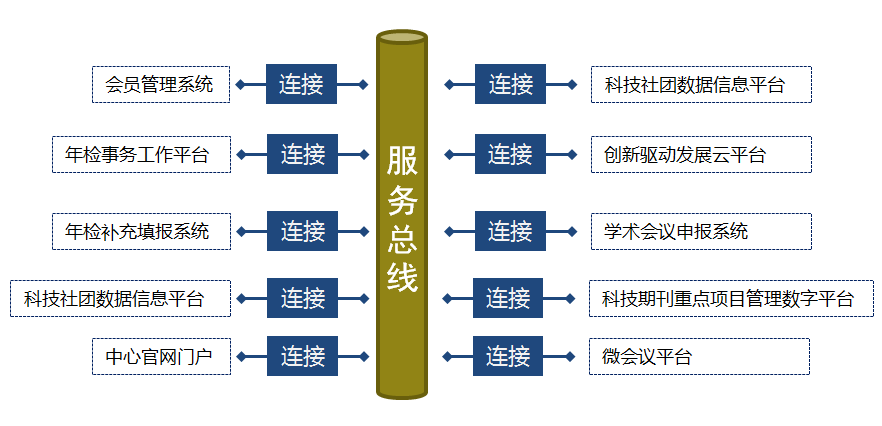 会员管理系统
连接
连接
科技社团数据信息平台
年检事务工作平台
连接
连接
创新驱动发展云平台
服务总线
年检补充填报系统
连接
连接
学术会议申报系统
科技社团数据信息平台
连接
连接
科技期刊重点项目管理数字平台
中心官网门户
连接
连接
微会议平台